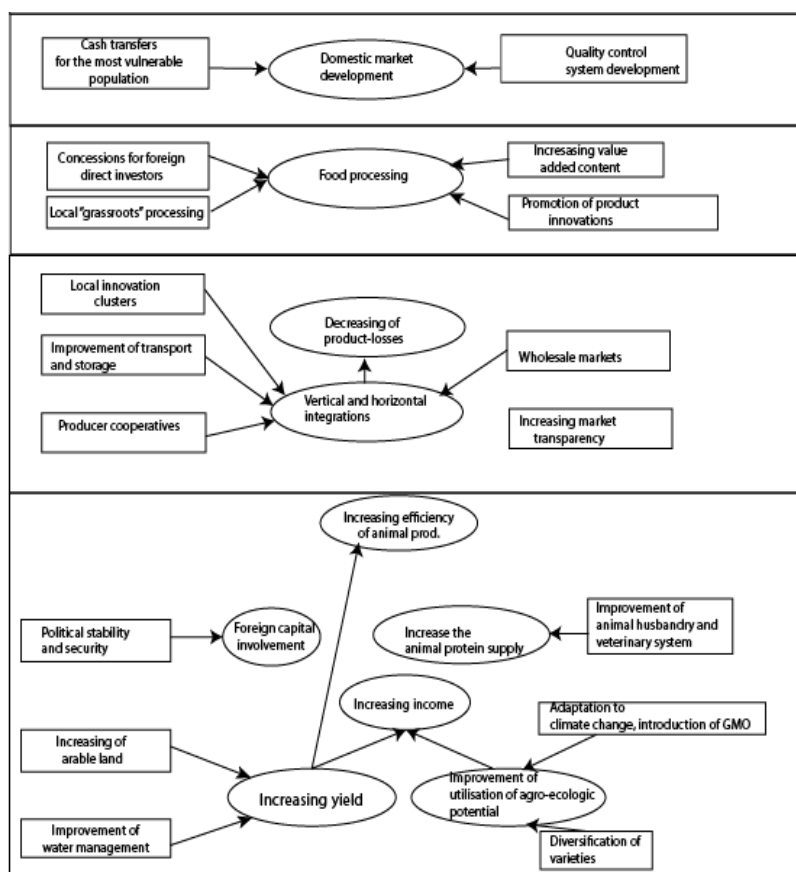 Cash transfers
for the most vulnerable
population
Domestic market
development
Quality control
system development
Concessions for foreign
direct investors
Local "grassroots" processing
Food processing
Incresasing value
added content
Promotion of product
innovations
Local innovation
clusters
Improvement of transport
and storage
Producer cooperatives
Decreasing of
product-losses
Vertical and horizontal
integrations
Wholesale markets
Increasing market
transparency
Increasing efficiency
of animal prod.
Political stability
and security
Foreign capital
involvement
Increase the
animal protein supply
Improvement of
animal husbandry and
veterinary system
Increasing income
Adaptation to
climate change, introduction of GMO
Increasing of
arable land
Increasing yield
Improvement of
utilisation of agro-ecologic
potential
Improvement of
water management
Diversification of
varieties